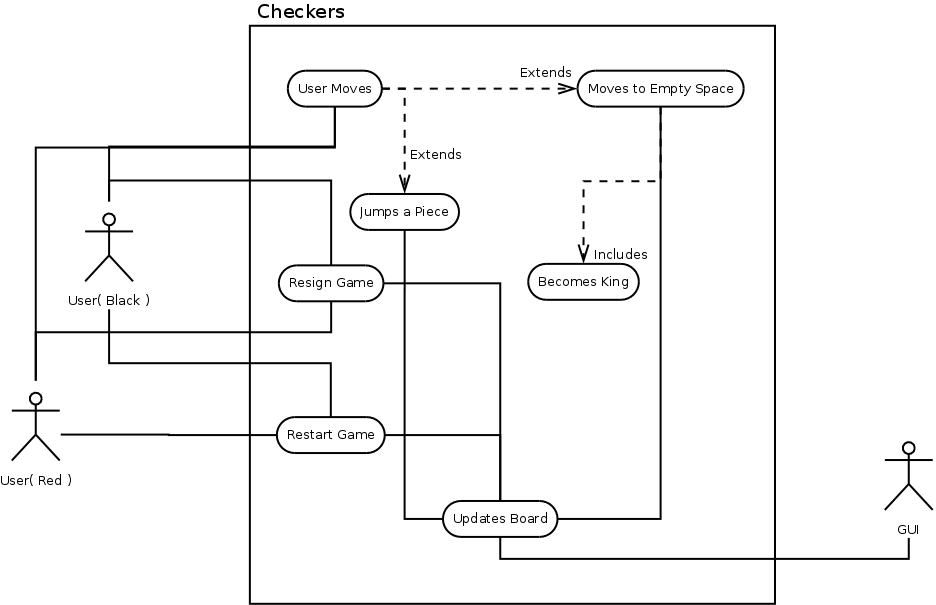 Checkers
Extends
User Moves
Moves to Empty Space
Extends
Jumps a Piece
Includes
Resign Game
Becomes King
User( Black )
Restart Game
User( Red )
Updates Board
GUI